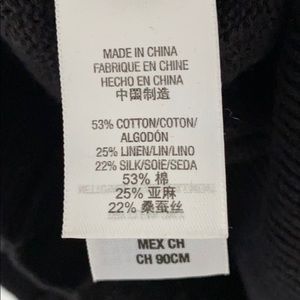 MADE IN CHINA
FABRIQUE EN CHINE
HECHO EN CHINA
中國制造
53% COTTON/COTON/
ALGODÓN
25% LINEN/LIN/LINO
22% SILK/SOIE/SEDA
53% 棉
25% 亚麻
22% 桑蚕丝
MEX CH
CH 90CM